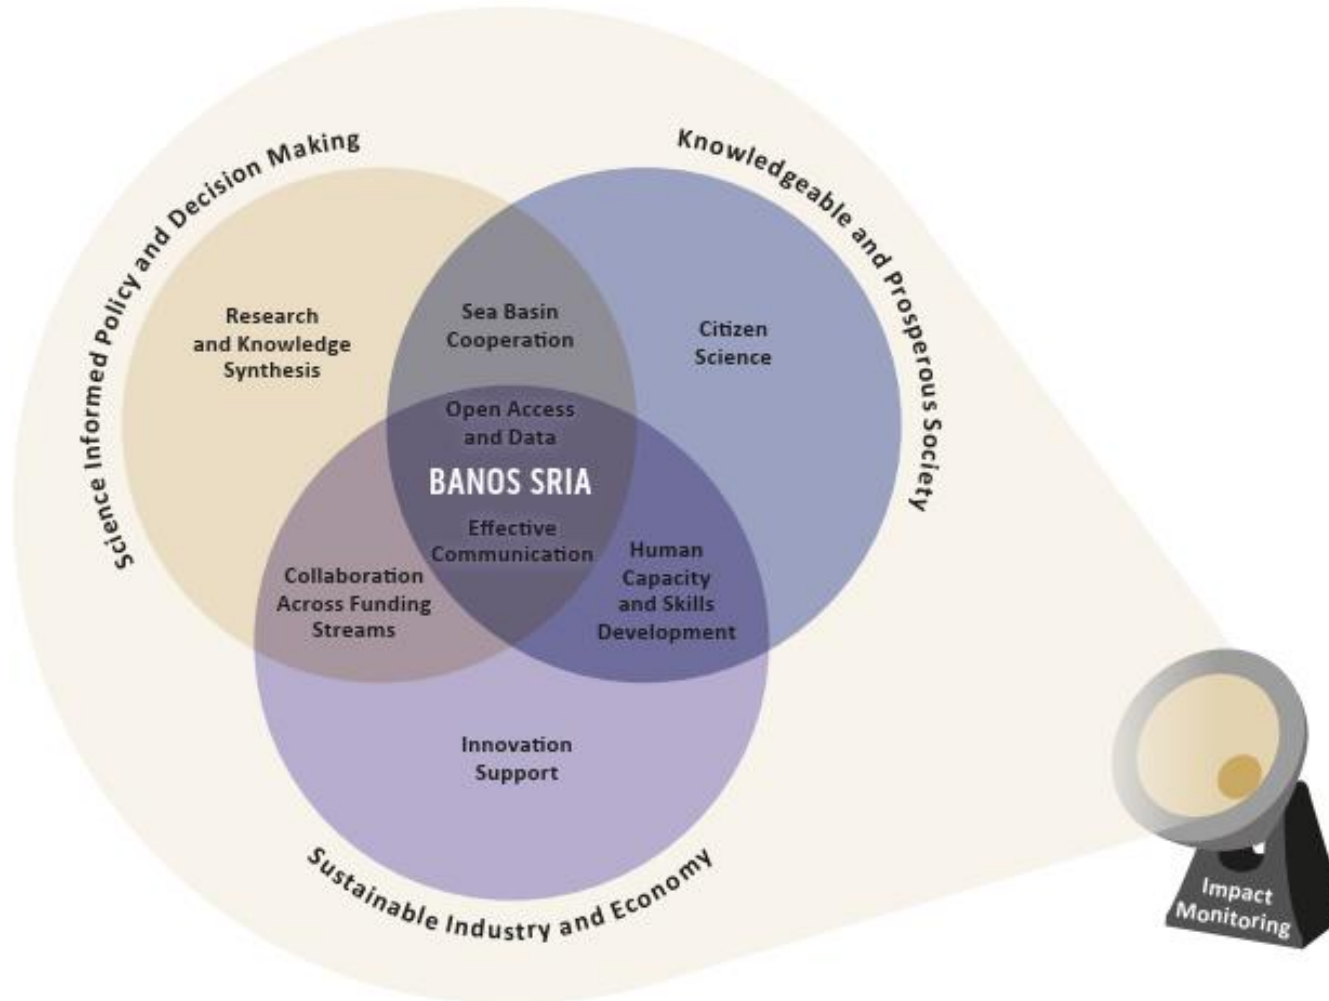 Science Informed Policy and Decision Making
Knowledgeable and Prosperous Society
Research
and Knowledge
Synthesis
Sea Basin
Cooperation
Citizen
Science
Open Access
and Data
BANOS SRIA
Effective
Communication
Collaboration
Across Funding
Streams
Human
Capacity
and Skills
Development
Innovation
Support
Sustainable Industry and Economy
Impact
Monitoring